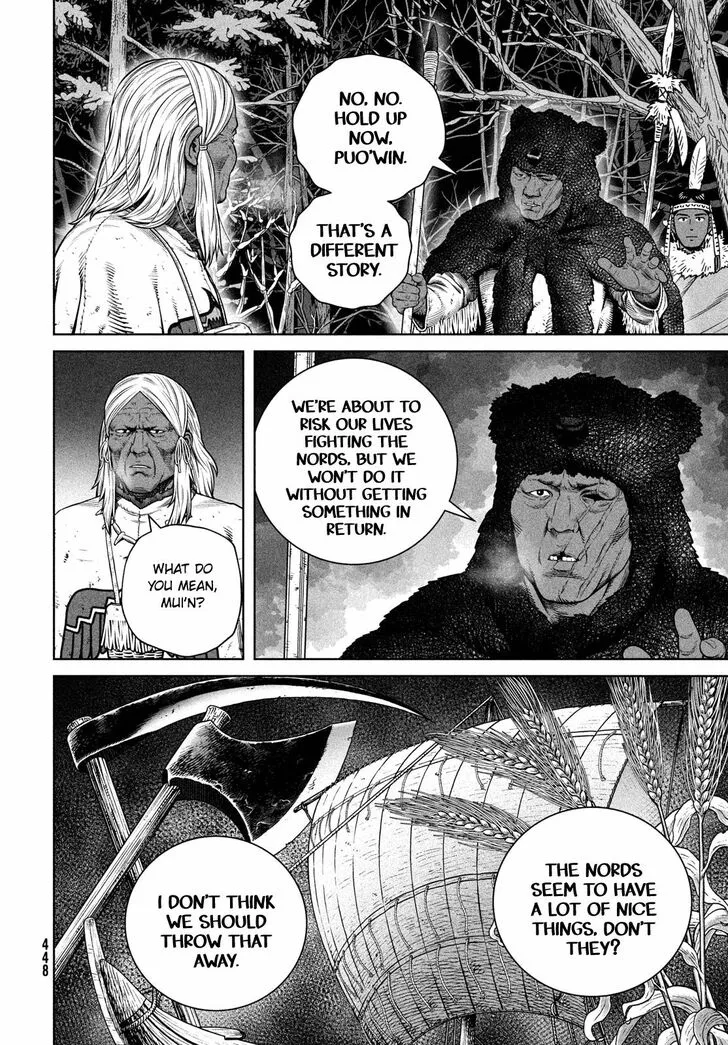 NO, NO.
HOLD UP
NOW,
PUO'WIN.
THAT'S A
DIFFERENT
STORY.
WE'RE ABOUT TO
RISK OUR LIVES
FIGHTING THE
NORDS, BUT WE
WON'T DO IT
WITHOUT GETTING
SOMETHING IN
RETURN.
WHAT DO
YOU MEAN,
MUI'N?
THE NORDS
SEEM TO HAVE
A LOT OF NICE
THINGS, DON'T
THEY?
I DON'T THINK
WE SHOULD
THROW THAT
AWAY.
448